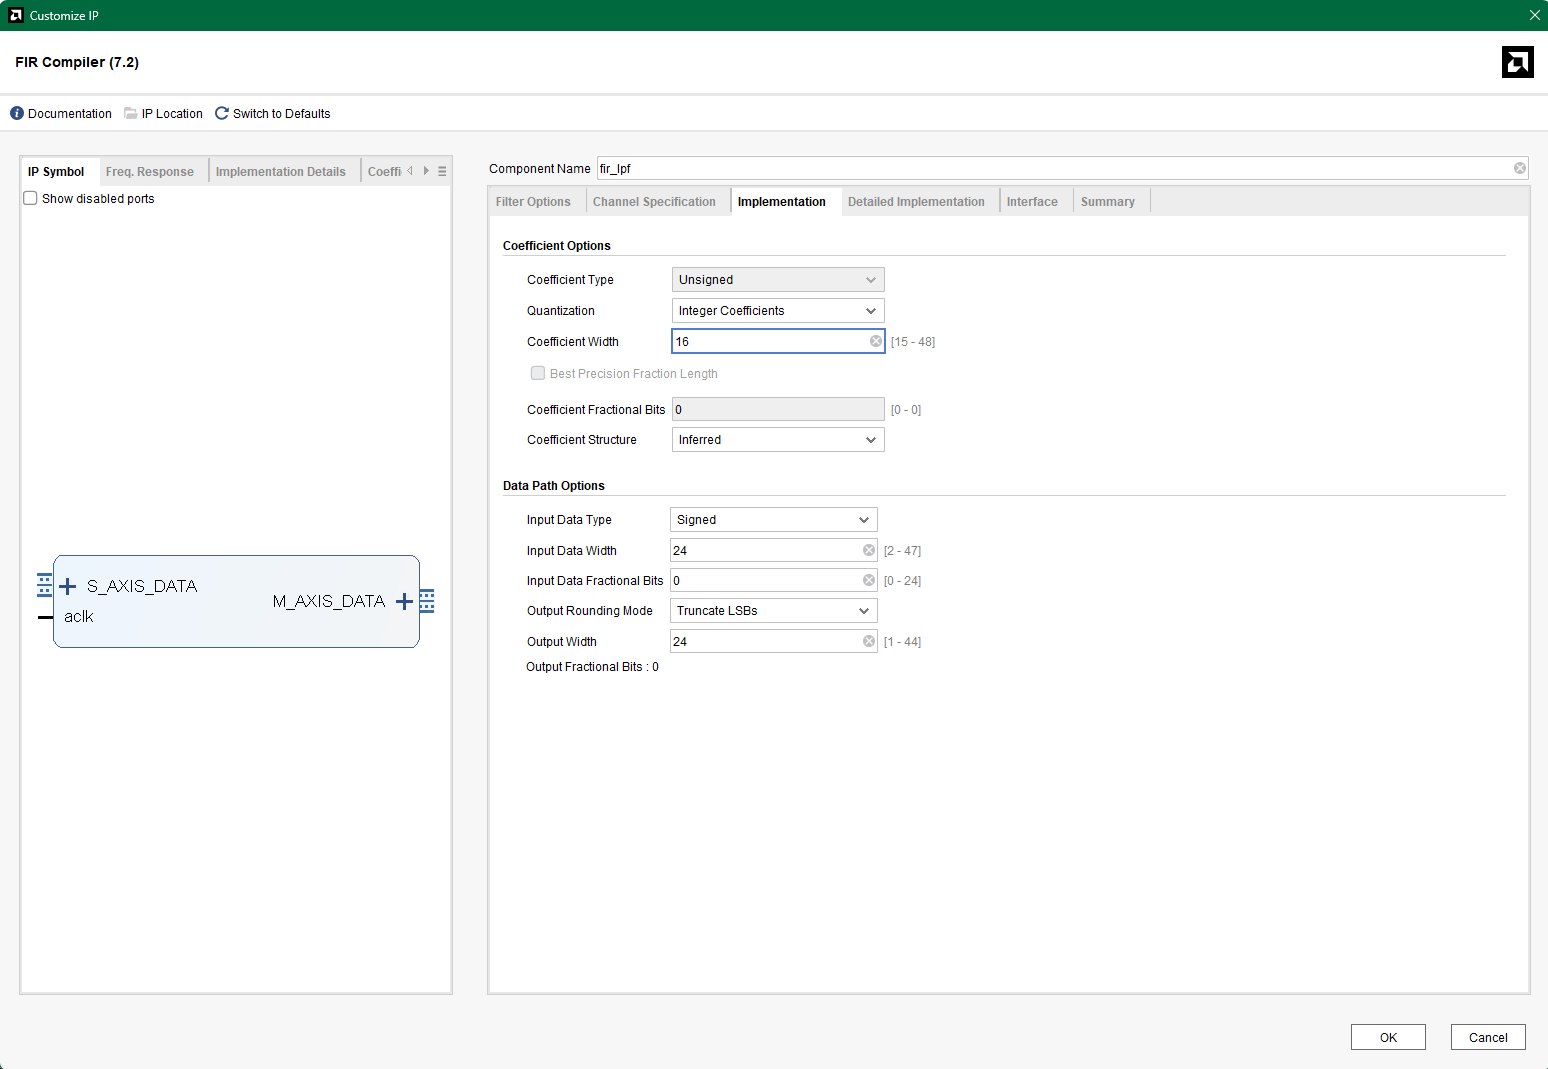 Customize IP
FIR Compiler (7.2)
Documentation IP Location Switch to Defaults
IP Symbol Freq. Response Implementation Details Coeffi
Show disabled ports
S_AXIS_DATA
aclk
M_AXIS_DATA
Component Name fir_lpf
Filter Options Channel Specification Implementation Detailed Implementation Interface Summary
Coefficient Options
Coefficient Type Unsigned
Quantization Integer Coefficients
Coefficient Width 16 [15 - 48]
Best Precision Fraction Length
Coefficient Fractional Bits 0 [0 - 0]
Coefficient Structure Inferred
Data Path Options
Input Data Type Signed
Input Data Width 24 [2 - 47]
Input Data Fractional Bits 0 [0 - 24]
Output Rounding Mode Truncate LSBs
Output Width 24 [1 - 44]
Output Fractional Bits : 0
OK Cancel